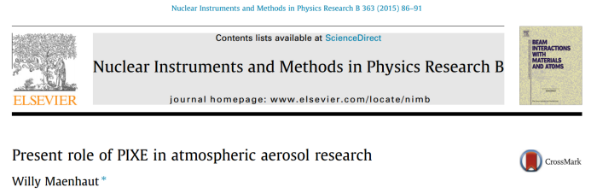 Nuclear Instruments and Methods in Physics Research B 363 (2015) 86–91
Contents lists available at ScienceDirect
Nuclear Instruments and Methods in Physics Research B
journal homepage: www.elsevier.com/locate/nimb
ELSEVIER
BEAM
INTERACTIONS
WITH
MATERIALS
AND ATOMS
Present role of PIXE in atmospheric aerosol research
CrossMark
Willy Maenhaut *